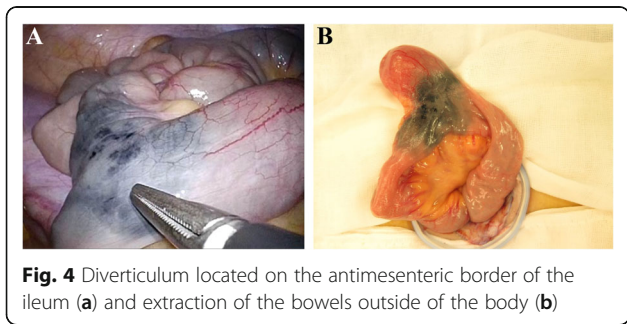 A
B
Fig. 4 Diverticulum located on the antimesenteric border of the
ileum (a) and extraction of the bowels outside of the body (b)